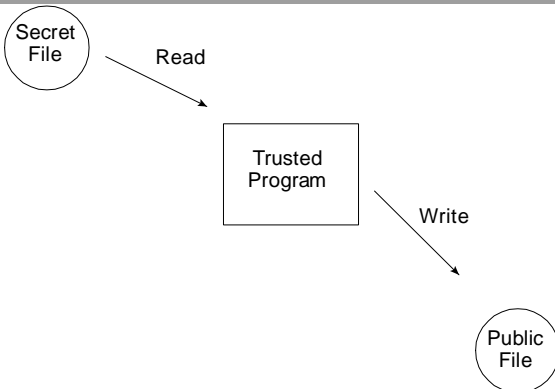 Secret
File
Read
Trusted
Program
Write
Public
File